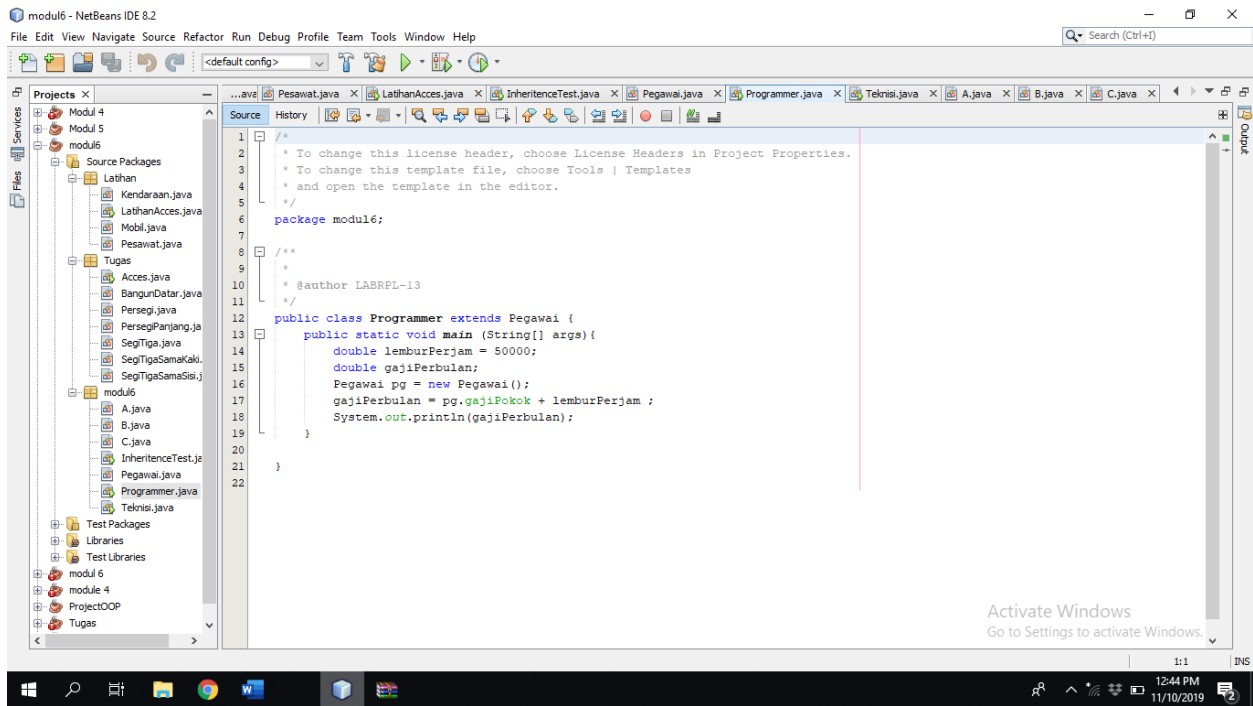 modul6 - NetBeans IDE 8.2
File Edit View Navigate Source Refactor Run Debug Profile Team Tools Window Help
Search (Ctrl+I)
<default config>
Projects
...ava Pesawat.java LatihanAcces.java InheritenceTest.java Pegawai.java Programmer.java Teknisi.java A.java B.java C.java
Services
Files
Output
Modul 4
Modul 5
modul6
Source Packages
Latihan
Kendaraan.java
LatihanAcces.java
Mobil.java
Pesawat.java
Tugas
Acces.java
BangunDatar.java
Persegi.java
PersegiPanjang.ja
SegiTiga.java
SegiTigaSamaKaki.
SegiTigaSamaSisi.j
modul6
A.java
B.java
C.java
InheritenceTest.ja
Pegawai.java
Programmer.java
Teknisi.java
Test Packages
Libraries
Test Libraries
modul 6
module 4
ProjectOOP
Tugas
Source History
1 /*
2 * To change this license header, choose License Headers in Project Properties.
3 * To change this template file, choose Tools | Templates
4 * and open the template in the editor.
5 */
6 package modul6;
7
8 /**
9 *
10 * @author LABRPL-13
11 */
12 public class Programmer extends Pegawai {
13 public static void main (String[] args){
14 double lemburPerjam = 50000;
15 double gajiPerbulan;
16 Pegawai pg = new Pegawai();
17 gajiPerbulan = pg.gajiPokok + lemburPerjam ;
18 System.out.println(gajiPerbulan);
19 }
20
21 }
22
Activate Windows
Go to Settings to activate Windows.
1:1 INS
12:44 PM
11/10/2019
2